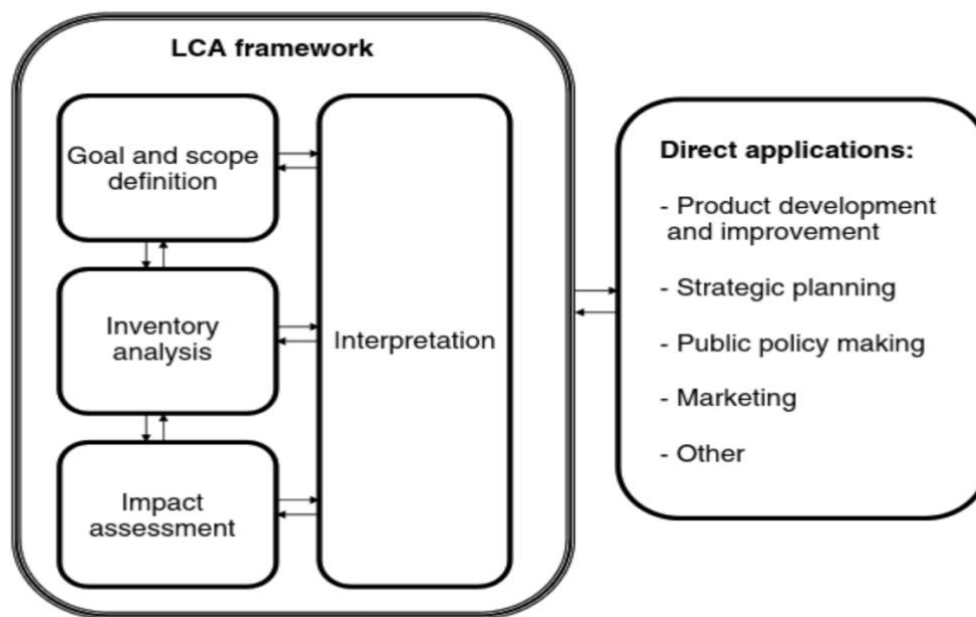 LCA framework
Goal and scope
definition
Inventory
analysis
Impact
assessment
Interpretation
Direct applications:
- Product development
and improvement
- Strategic planning
- Public policy making
- Marketing
- Other